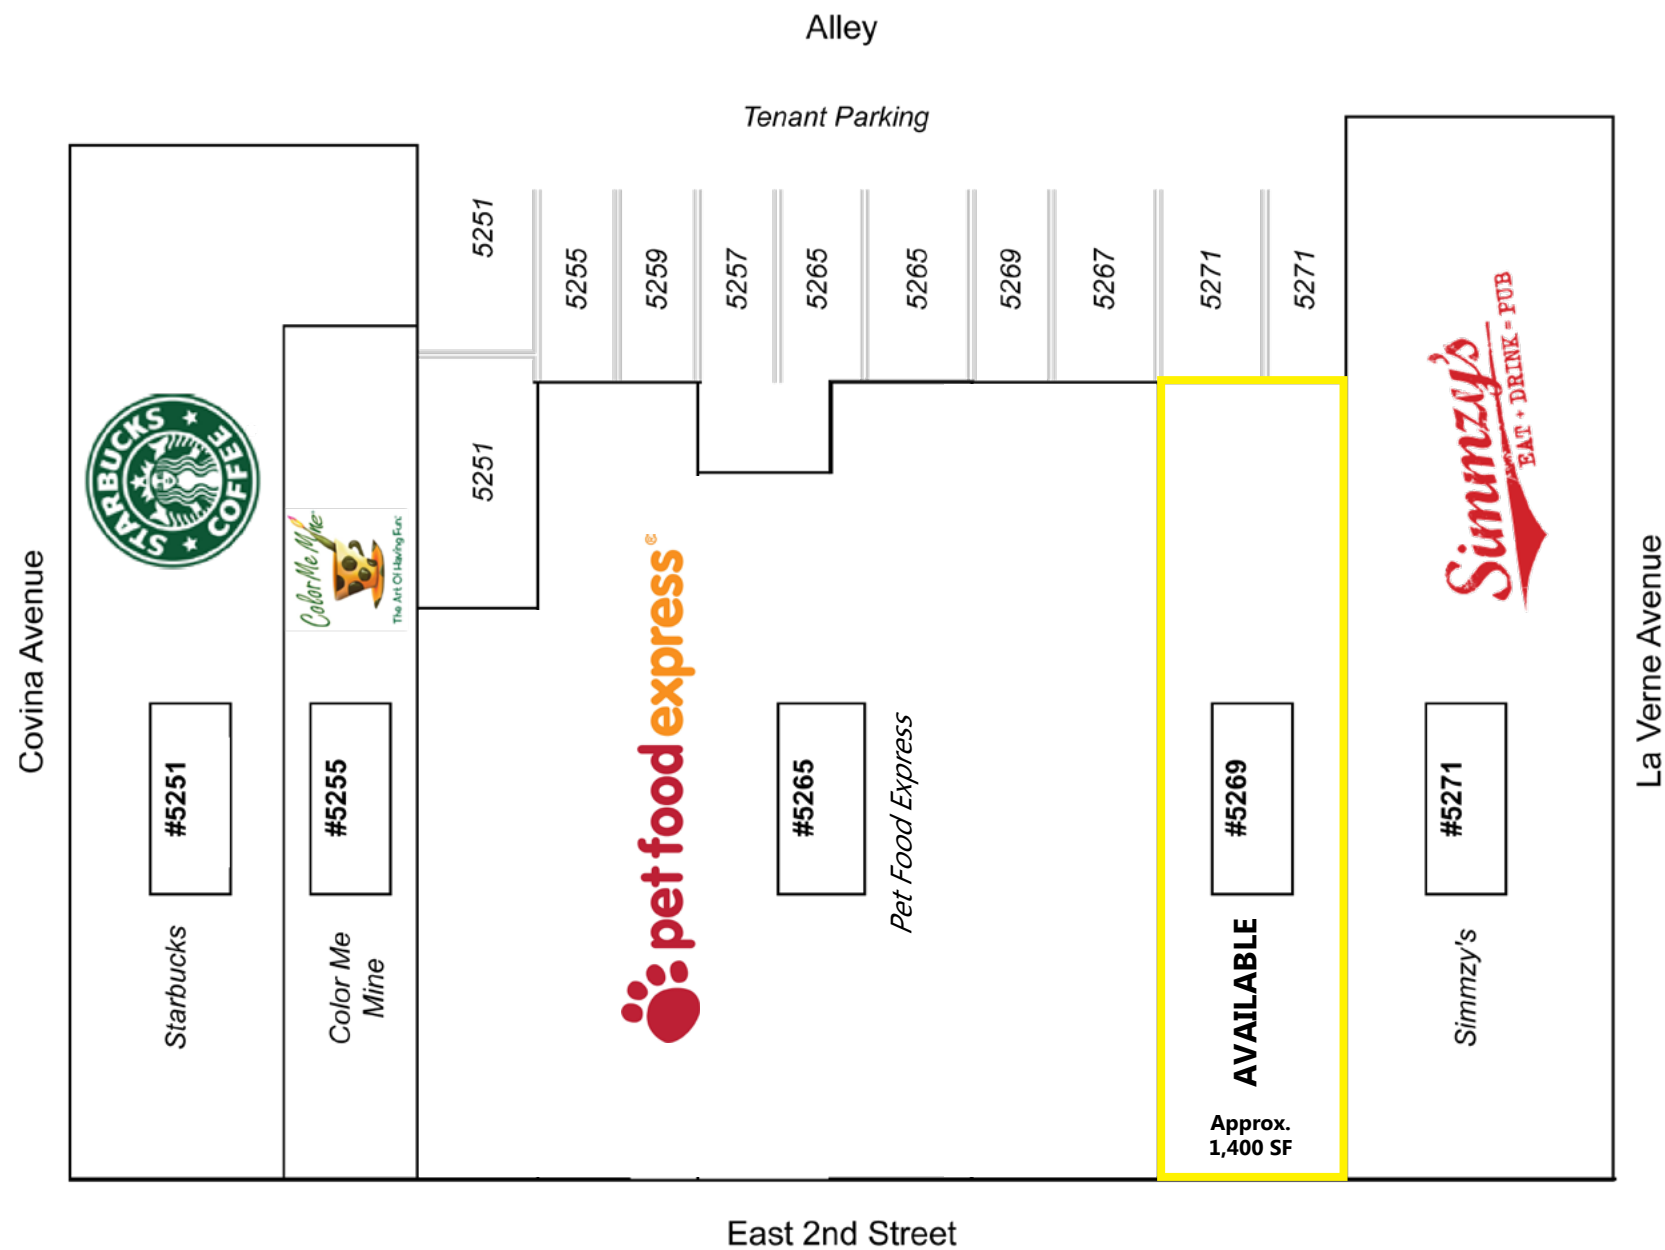 Alley
Tenant Parking
5251
5255
5259
5257
5265
5265
5269
5267
5271
5271
5251
STARBUCKS COFFEE
Color Me Mine
The Art Of Having Fun!
petfoodexpress®
Simmzy's
EAT + DRINK = PUB
Covina Avenue
La Verne Avenue
#5251
Starbucks
#5255
Color Me
Mine
#5265
Pet Food Express
#5269
AVAILABLE
Approx.
1,400 SF
#5271
Simmzy's
East 2nd Street